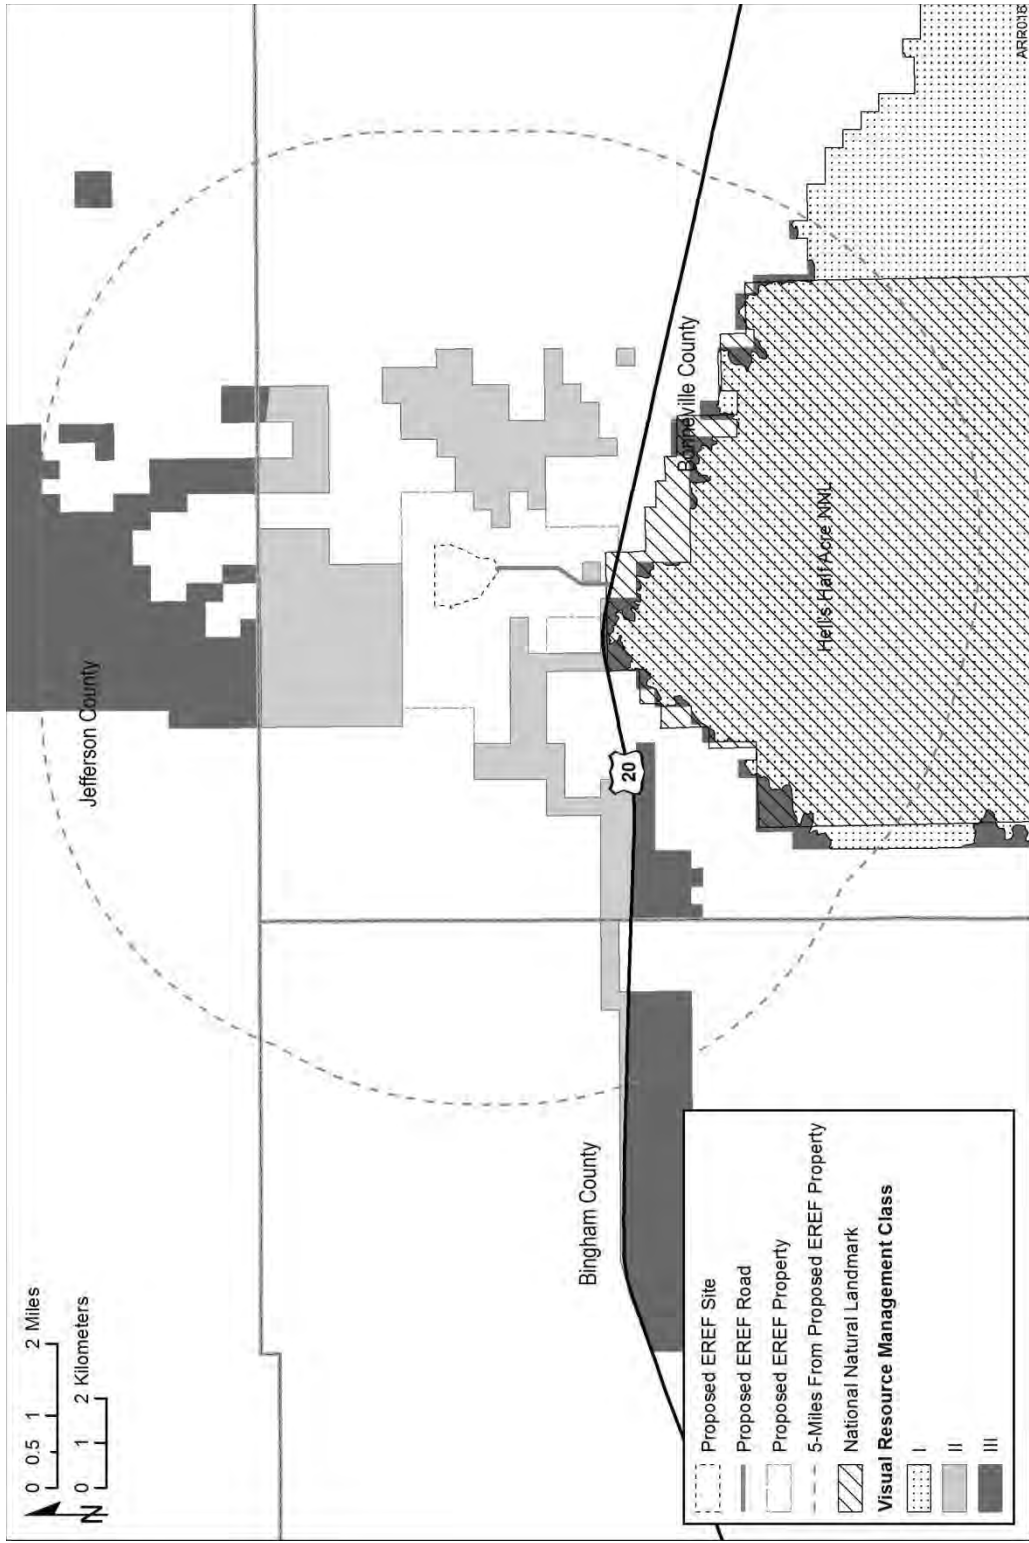 0 0.5 1 2 Miles
0 1 2 Kilometers
N
Jefferson County
Bingham County
20
Bonneville County
Hell's Half Acre NNL
Proposed EREF Site
Proposed EREF Road
Proposed EREF Property
5-Miles From Proposed EREF Property
National Natural Landmark
Visual Resource Management Class
I
II
III
ARR018